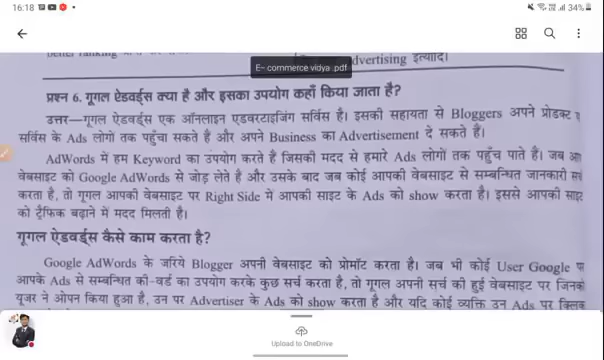 16:18 34%
better ranking
dvertising इत्यादि।
E- commerce vidya .pdf
प्रश्न 6. गूगल ऐडवर्ड्स क्या है और इसका उपयोग कहाँ किया जाता है?
उत्तर—गूगल ऐडवर्ड्स एक ऑनलाइन एडवरटाइजिंग सर्विस है। इसकी सहायता से Bloggers अपने प्रोडक्ट
सर्विस के Ads लोगों तक पहुँचा सकते हैं और अपने Business का Advertisement दे सकते हैं।
AdWords में हम Keyword का उपयोग करते हैं जिसकी मदद से हमारे Ads लोगों तक पहुँच पाते हैं। जब
वेबसाइट को Google AdWords से जोड़ लेते है और उसके बाद जब कोई आपकी वेबसाइट से सम्बन्धित जानकारी
करता है, तो गूगल आपकी वेबसाइट पर Right Side में आपकी साइट के Ads को show करता है। इससे आपकी साइट
को ट्रैफिक बढ़ाने में मदद मिलती है।
गूगल ऐडवर्ड्स कैसे काम करता है?
Google AdWords के जरिये Blogger अपनी वेबसाइट को प्रोमॉट करता है। जब भी कोई User Google
आपके Ads से सम्बन्धित की-वर्ड का उपयोग करके कुछ सर्च करता है, तो गूगल अपनी सर्च की हुई वेबसाइट पर जिनको
यूजर ने ओपन किया हुआ है, उन पर Advertiser के Ads को show करता है और यदि कोई व्यक्ति उन Ads पर क्लिक
Upload to OneDrive